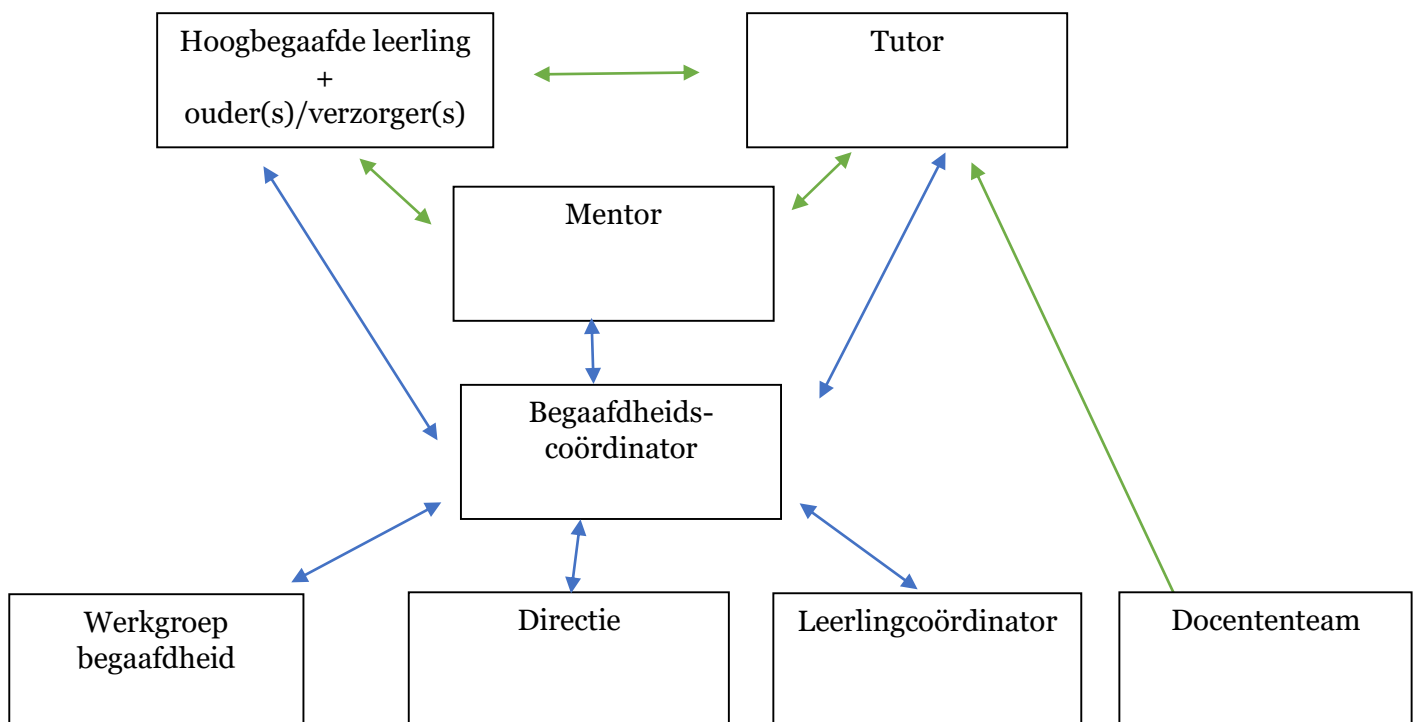 Hoogbegaafde leerling
+
ouder(s)/verzorger(s)
Tutor
Mentor
Begaafdheids-
coördinator
Werkgroep
begaafdheid
Directie
Leerlingcoördinator
Docententeam